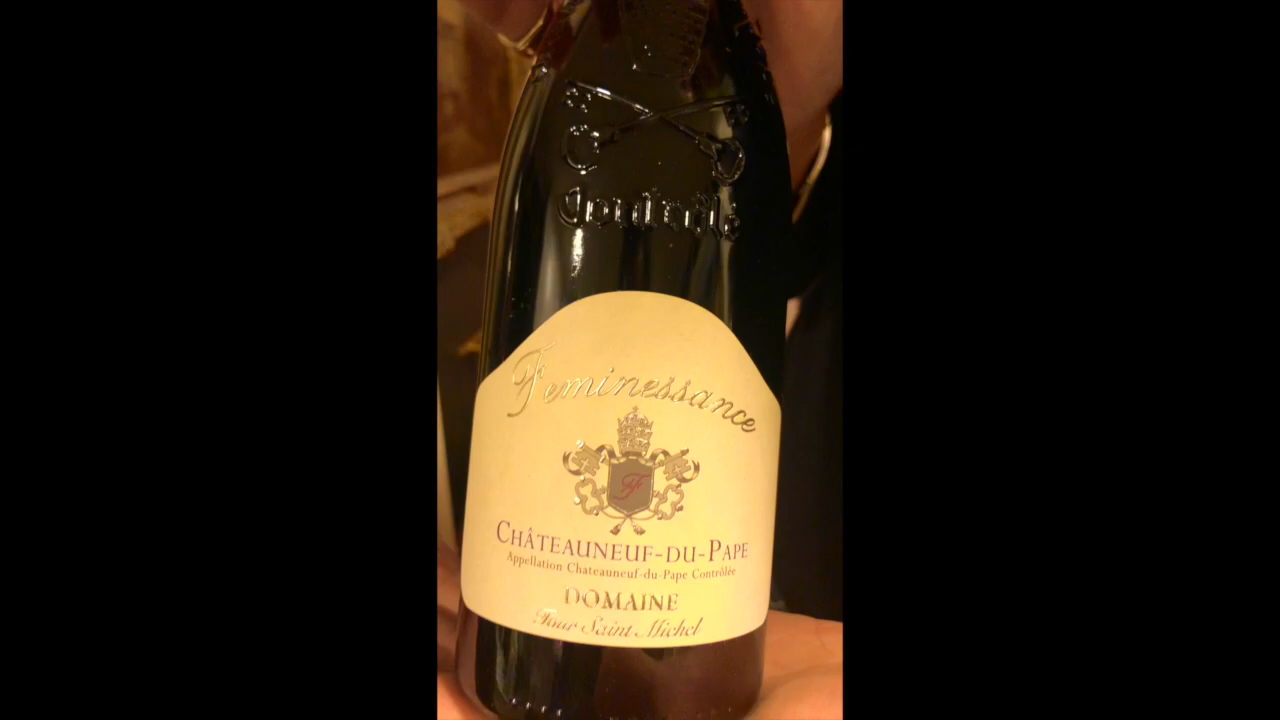 Contrôlé
Feminessance
F
CHÂTEAUNEUF-DU-PAPE
Appellation Chateauneuf-du-Pape Contrôlée
DOMAINE
Tour Saint Michel